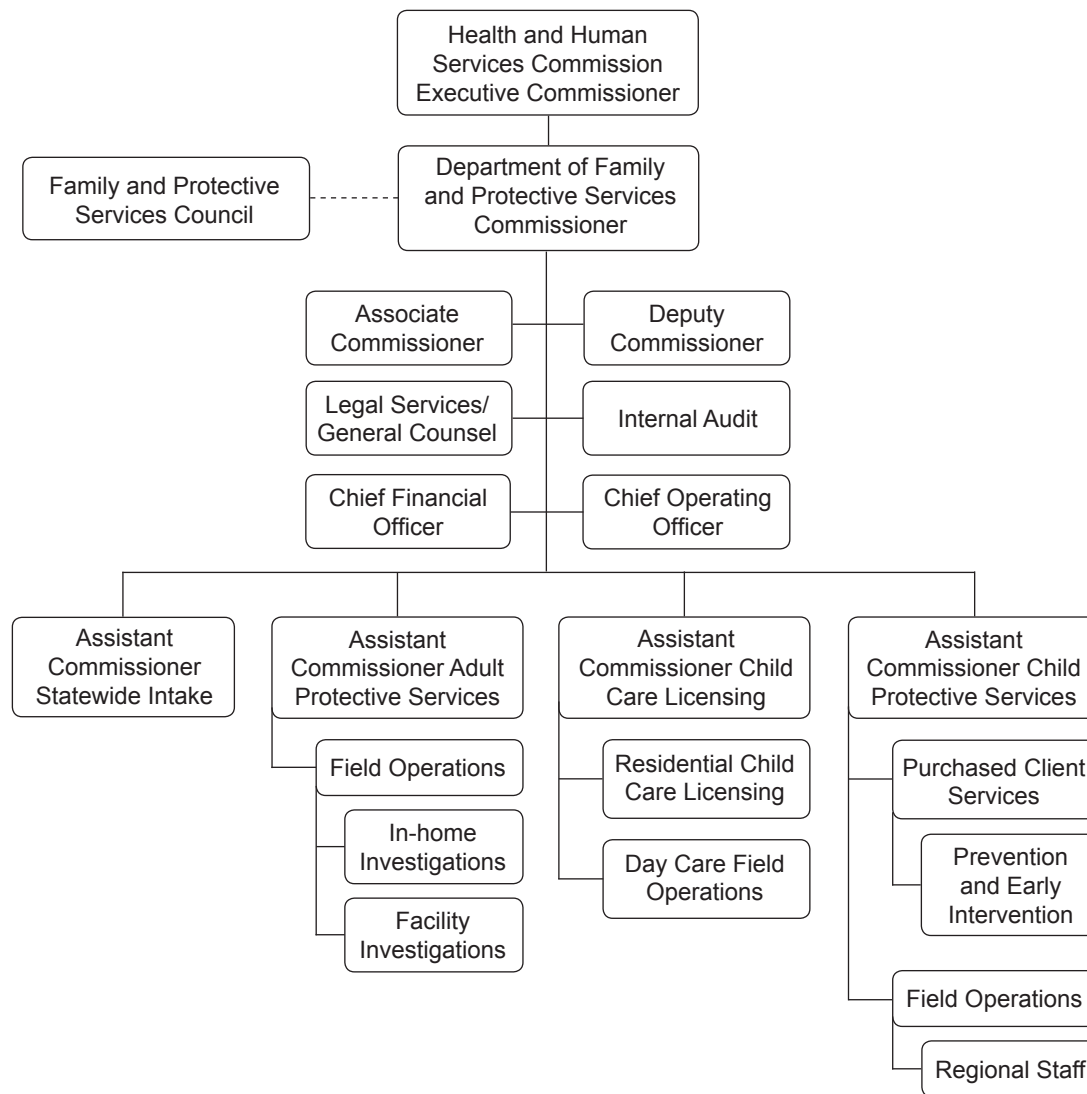 Health and Human
Services Commission
Executive Commissioner
Family and Protective
Services Council
Department of Family
and Protective Services
Commissioner
Associate
Commissioner
Deputy
Commissioner
Legal Services/
General Counsel
Internal Audit
Chief Financial
Officer
Chief Operating
Officer
Assistant
Commissioner
Statewide Intake
Assistant
Commissioner Adult
Protective Services
Field Operations
In-home
Investigations
Facility
Investigations
Assistant
Commissioner Child
Care Licensing
Residential Child
Care Licensing
Day Care Field
Operations
Assistant
Commissioner Child
Protective Services
Purchased Client
Services
Prevention
and Early
Intervention
Field Operations
Regional Staff